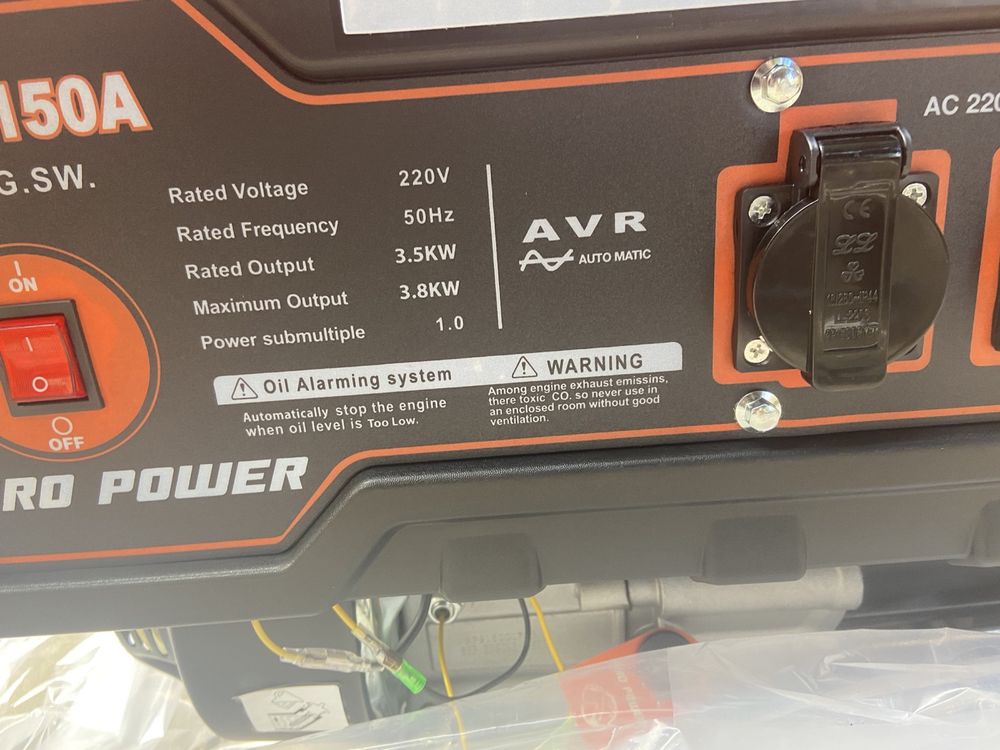 150A
G.SW.
AC 220
Rated Voltage 220V
Rated Frequency 50Hz
Rated Output 3.5KW
Maximum Output 3.8KW
Power submultiple 1.0
AVR
AUTO MATIC
I
ON
I
O
O
OFF
Oil Alarming system
Automatically stop the engine
when oil level is Too Low.
WARNING
Among engine exhaust emissins,
there toxic CO. so never use in
an enclosed room without good
ventilation.
RO POWER
CE